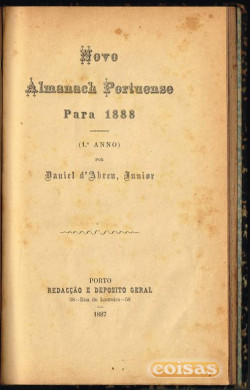 Novo
Almanach Portuense
Para 1888
(1.º ANNO)
POR
Daniel d'Abreu, Junior
PORTO
REDACÇÃO E DEPOSITO GERAL
58—Rua do Loureiro—58
1887
coisas